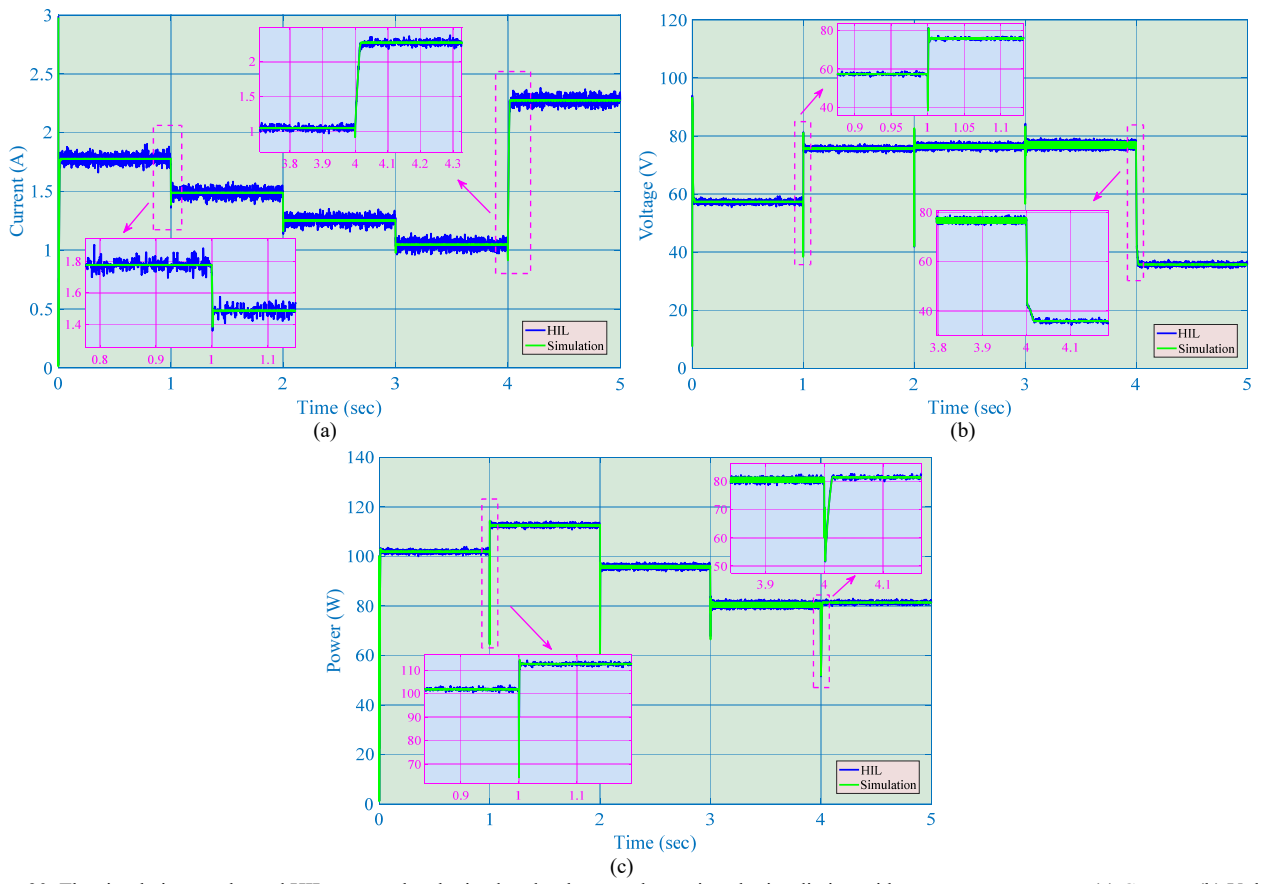 3
2.5
2
1.5
1
0.5
0
Current (A)
0 1 2 3 4 5
Time (sec)
2
1.5
1
3.8 3.9 4 4.1 4.2 4.3
1.8
1.6
1.4
0.8 0.9 1 1.1
HIL
Simulation
(a)
120
100
80
60
40
20
0
Voltage (V)
0 1 2 3 4 5
Time (sec)
80
60
40
0.9 0.95 1 1.05 1.1
80
60
40
3.8 3.9 4 4.1
HIL
Simulation
(b)
140
120
100
80
60
40
20
0
Power (W)
0 1 2 3 4 5
Time (sec)
80
70
60
50
3.9 4 4.1
110
100
90
80
70
0.9 1 1.1
HIL
Simulation
(c)